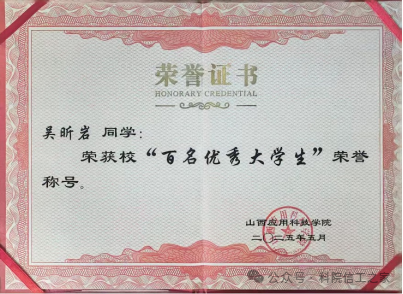 荣誉证书
HONORARY CREDENTIAL
吴昕岩 同学：
荣获校“百名优秀大学生”荣誉
称号。
山西应用科技学院
二〇二五年五月
公众号·科院信工之家